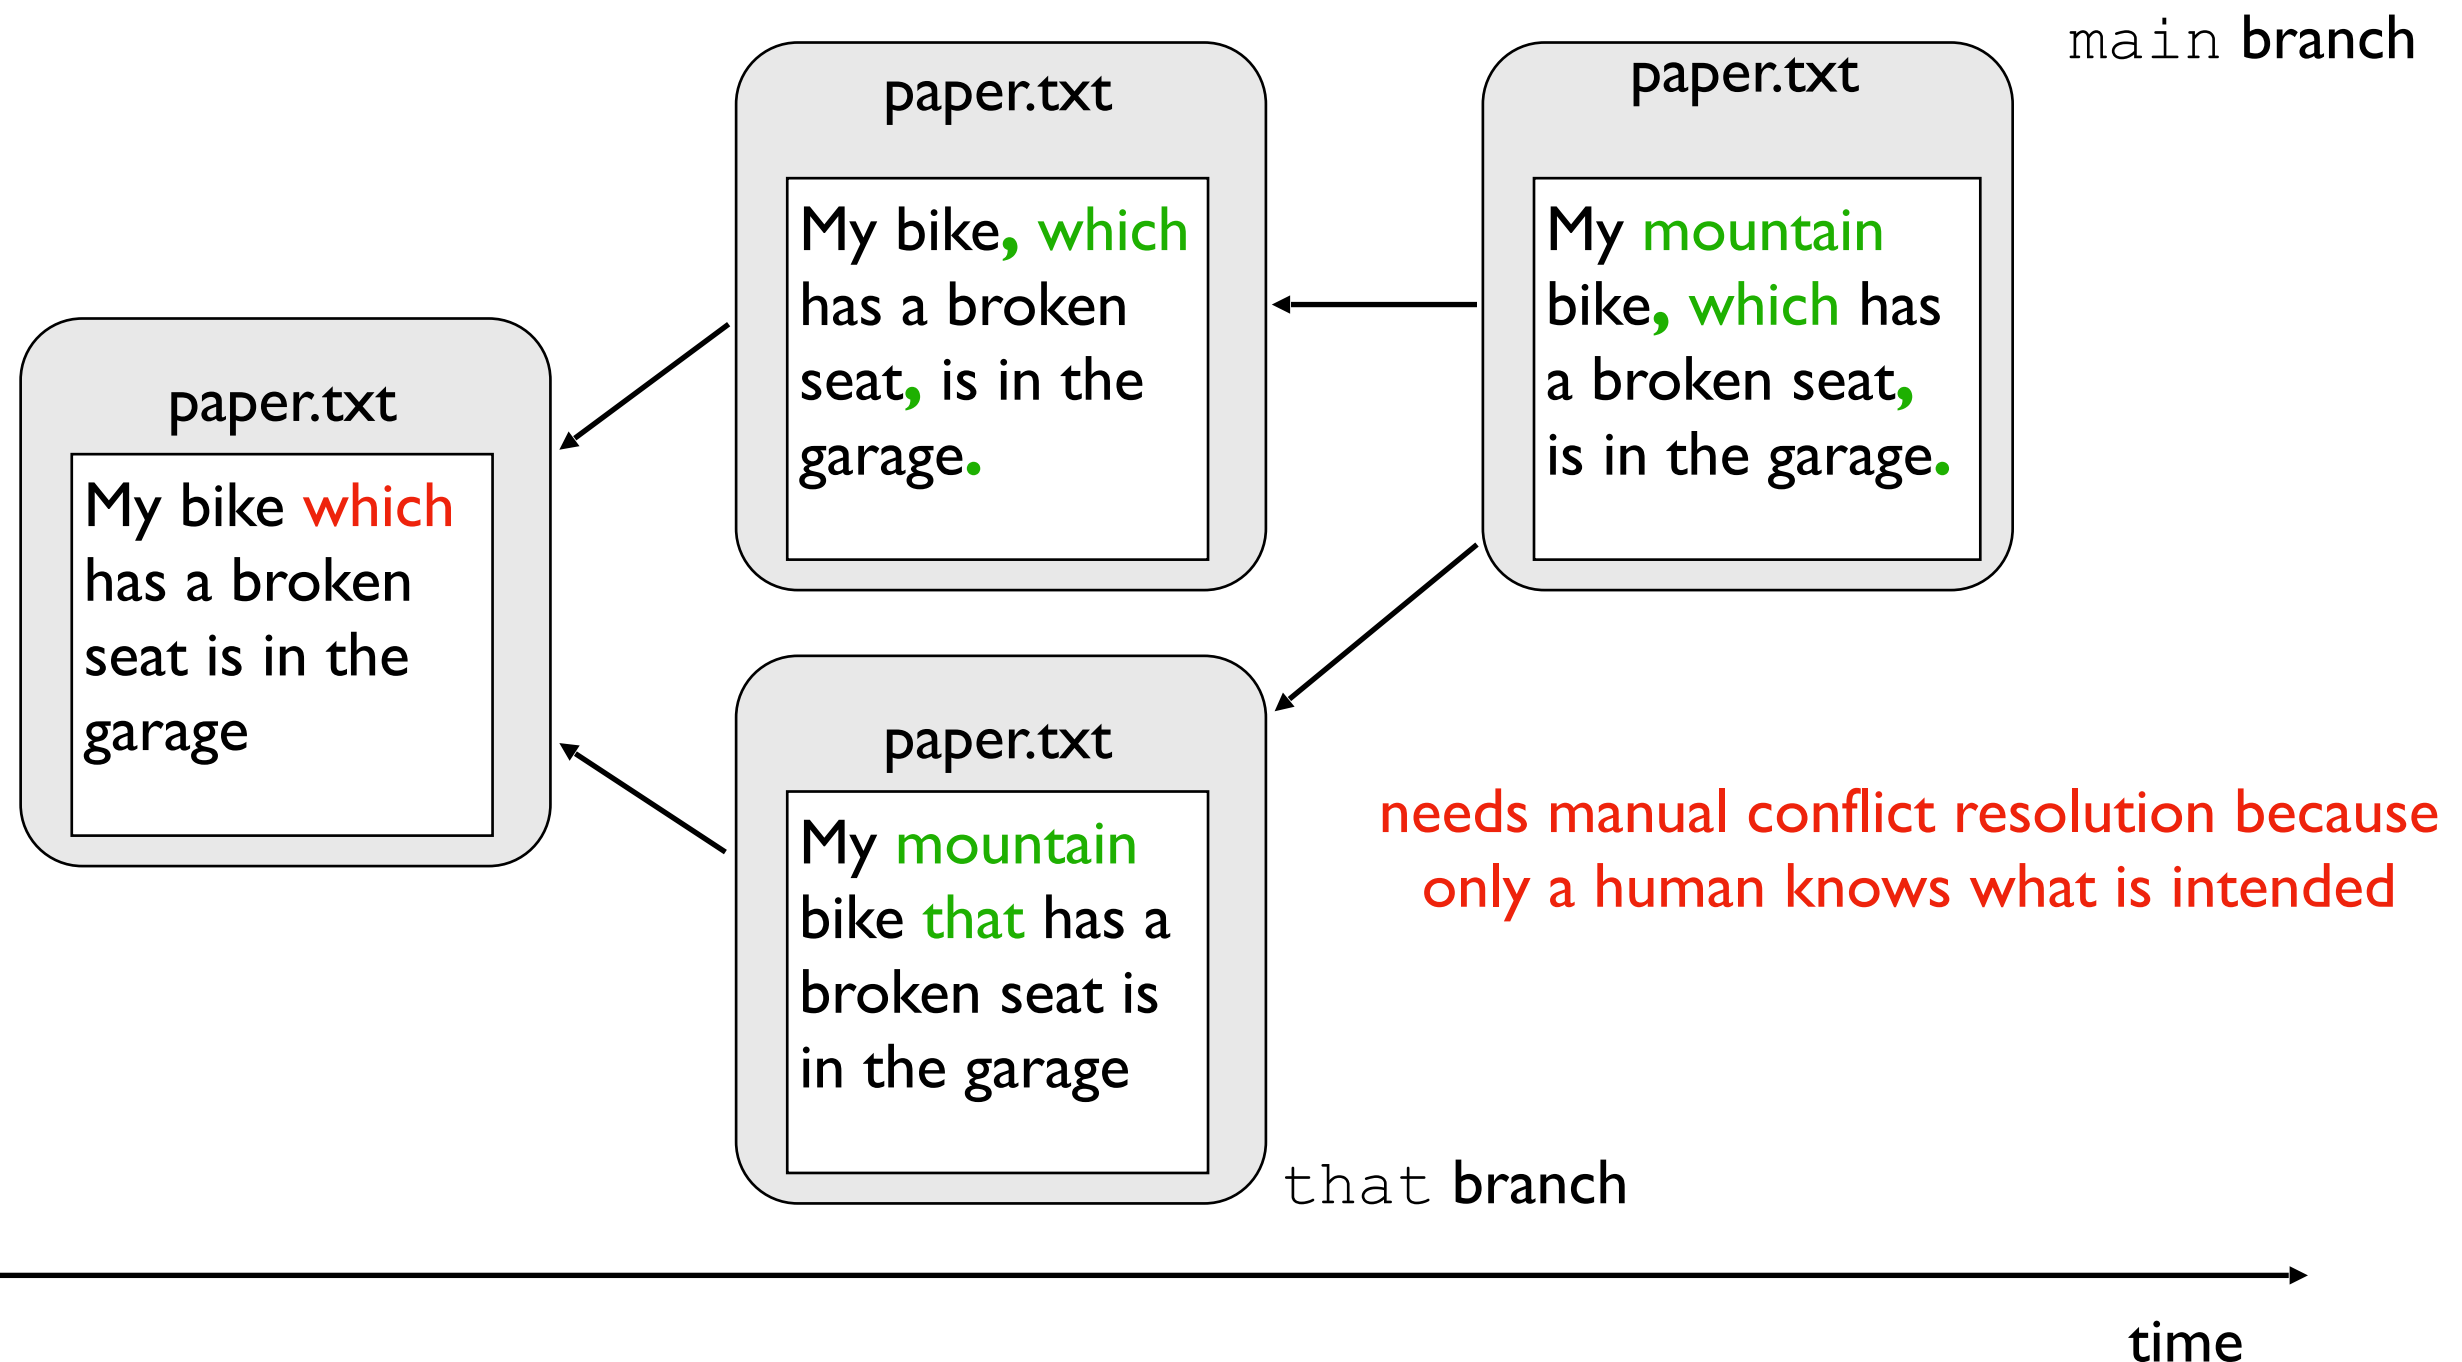 main branch
paper.txt
My bike which
has a broken
seat is in the
garage
paper.txt
My bike, which
has a broken
seat, is in the
garage.
paper.txt
My mountain
bike, which has
a broken seat,
is in the garage.
paper.txt
My mountain
bike that has a
broken seat is
in the garage
needs manual conflict resolution because
only a human knows what is intended
that branch
time